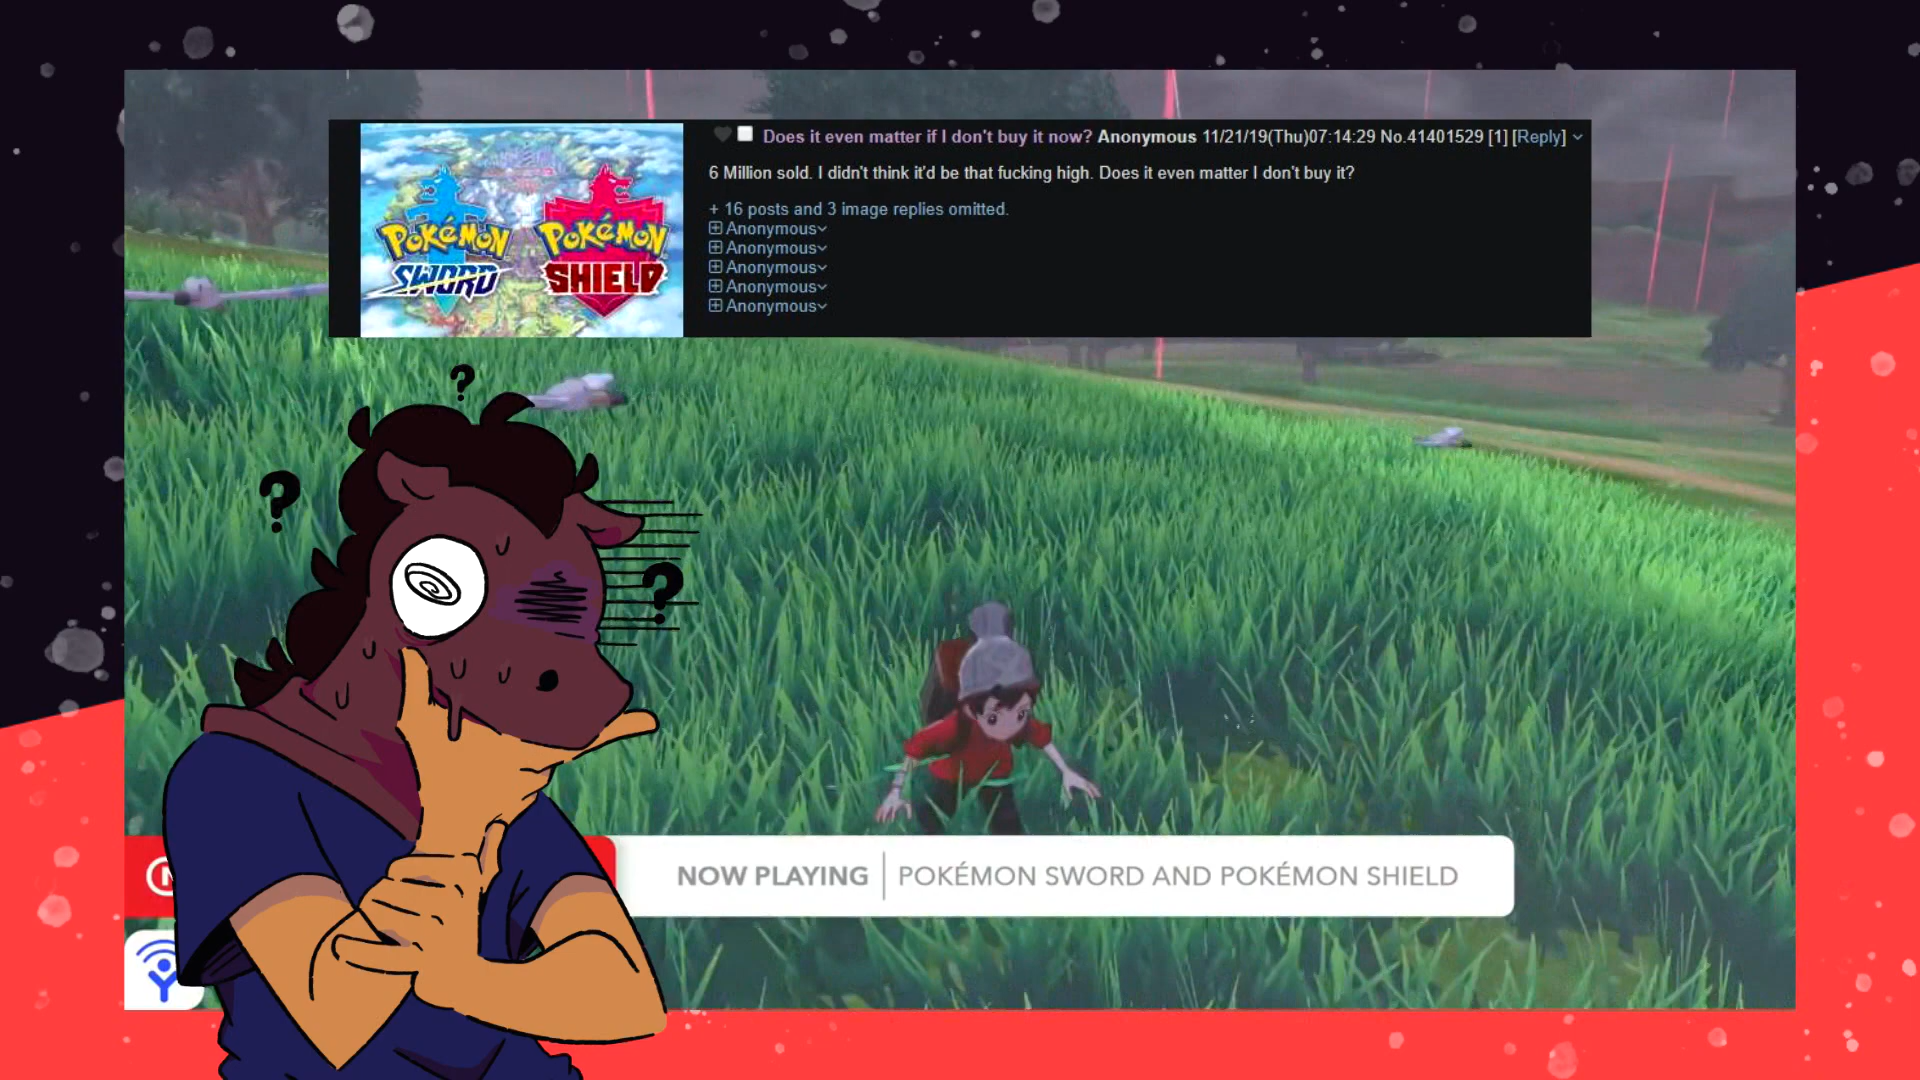 Does it even matter if I don't buy it now? Anonymous 11/21/19(Thu)07:14:29 No.41401529 [1] [Reply]
6 Million sold. I didn't think it'd be that fucking high. Does it even matter I don't buy it?
+ 16 posts and 3 image replies omitted.
Anonymous
Anonymous
Anonymous
Anonymous
Anonymous
POKéMON
SWORD
POKéMON
SHIELD
?
?
?
NOW PLAYING | POKÉMON SWORD AND POKÉMON SHIELD